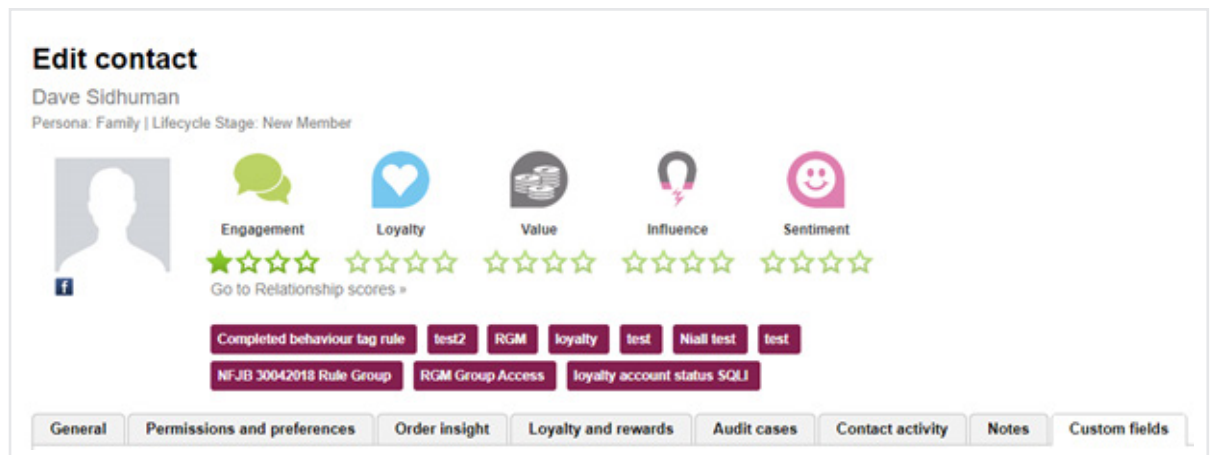 Edit contact
Dave Sidhuman
Persona: Family | Lifecycle Stage: New Member
Engagement Loyalty Value Influence Sentiment
f
Go to Relationship scores »
Completed behaviour tag rule test2 RGM loyalty test Niall test test
NFJB 30042018 Rule Group RGM Group Access loyalty account status SQLI
General Permissions and preferences Order insight Loyalty and rewards Audit cases Contact activity Notes Custom fields